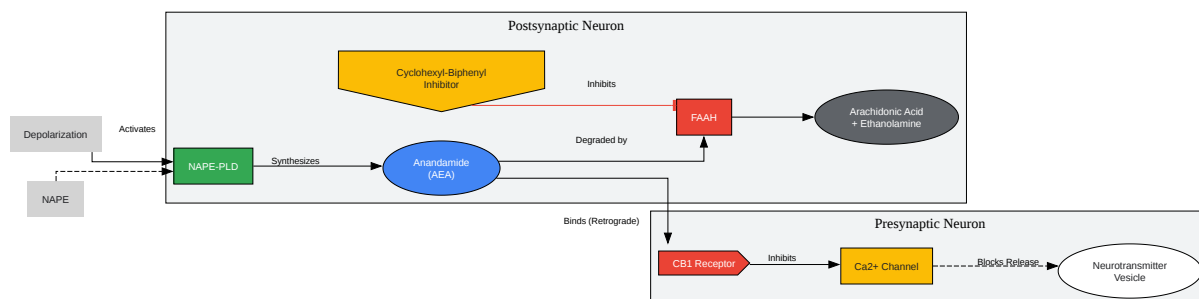 Postsynaptic Neuron
Cyclohexyl-Biphenyl
Inhibitor
Inhibits
FAAH
Arachidonic Acid
+ Ethanolamine
Depolarization
Activates
Degraded by
NAPE-PLD
Synthesizes
Anandamide
(AEA)
NAPE
Binds (Retrograde)
Presynaptic Neuron
CB1 Receptor
Inhibits
Ca2+ Channel
Blocks Release
Neurotransmitter
Vesicle